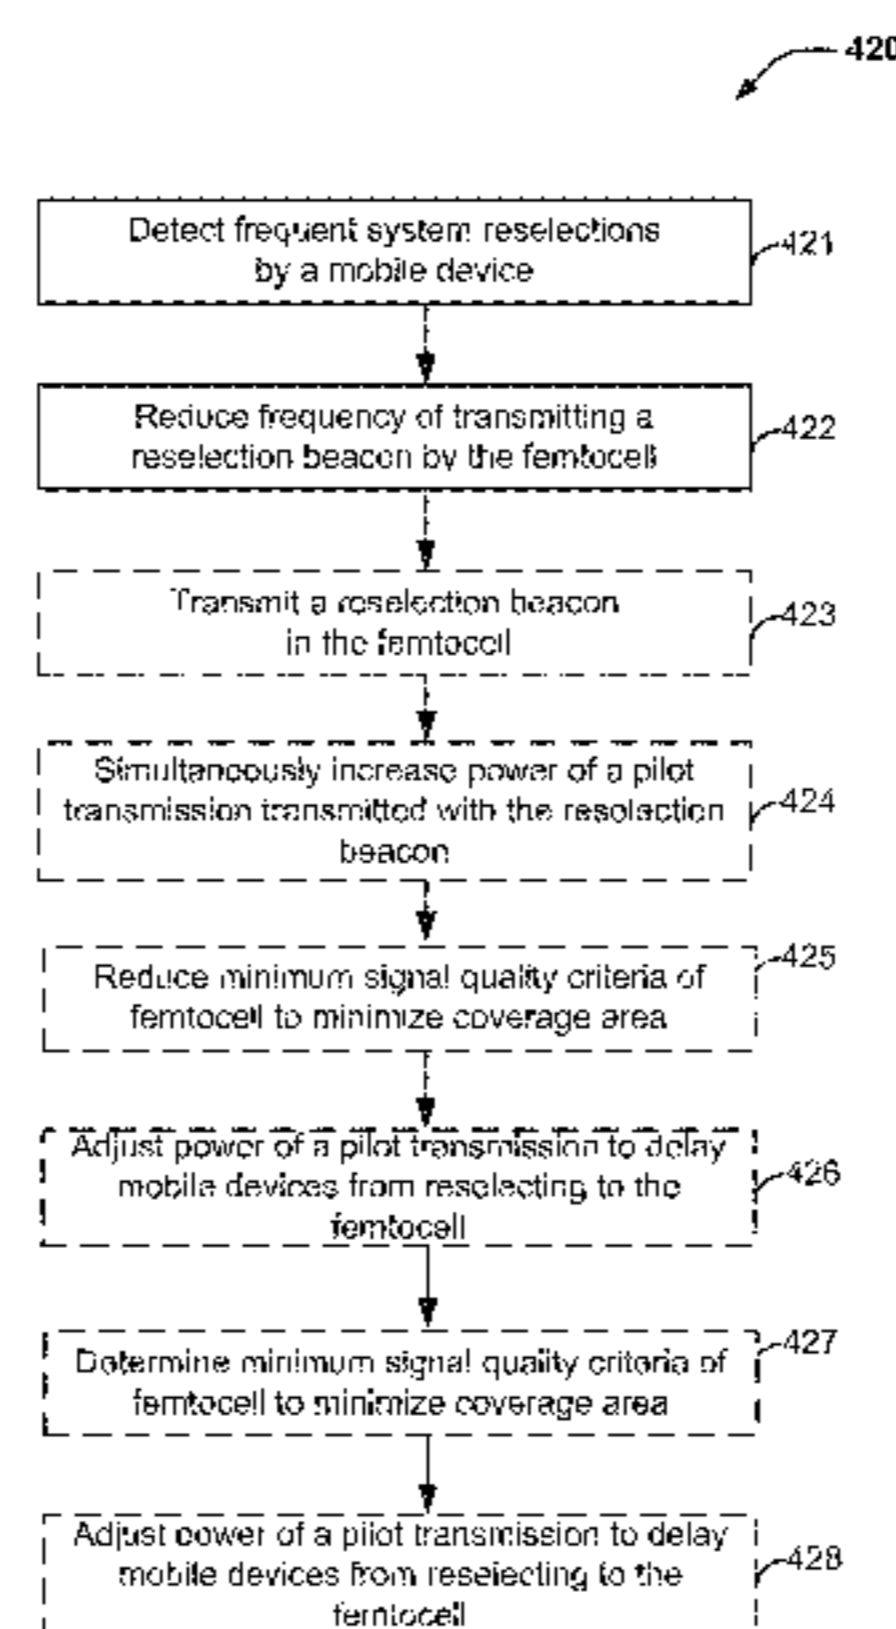 420
Detect frequent system reselections
by a mobile device
421
Reduce frequency of transmitting a
reselection beacon by the femtocell
422
Transmit a reselection beacon
in the femtocell
423
Simultaneously increase power of a pilot
transmission transmitted with the reselection
beacon
424
Reduce minimum signal quality criteria of
femtocell to minimize coverage area
425
Adjust power of a pilot transmission to delay
mobile devices from reselecting to the
femtocell
426
Determine minimum signal quality criteria of
femtocell to minimize coverage area
427
Adjust power of a pilot transmission to delay
mobile devices from reselecting to the
femtocell
428